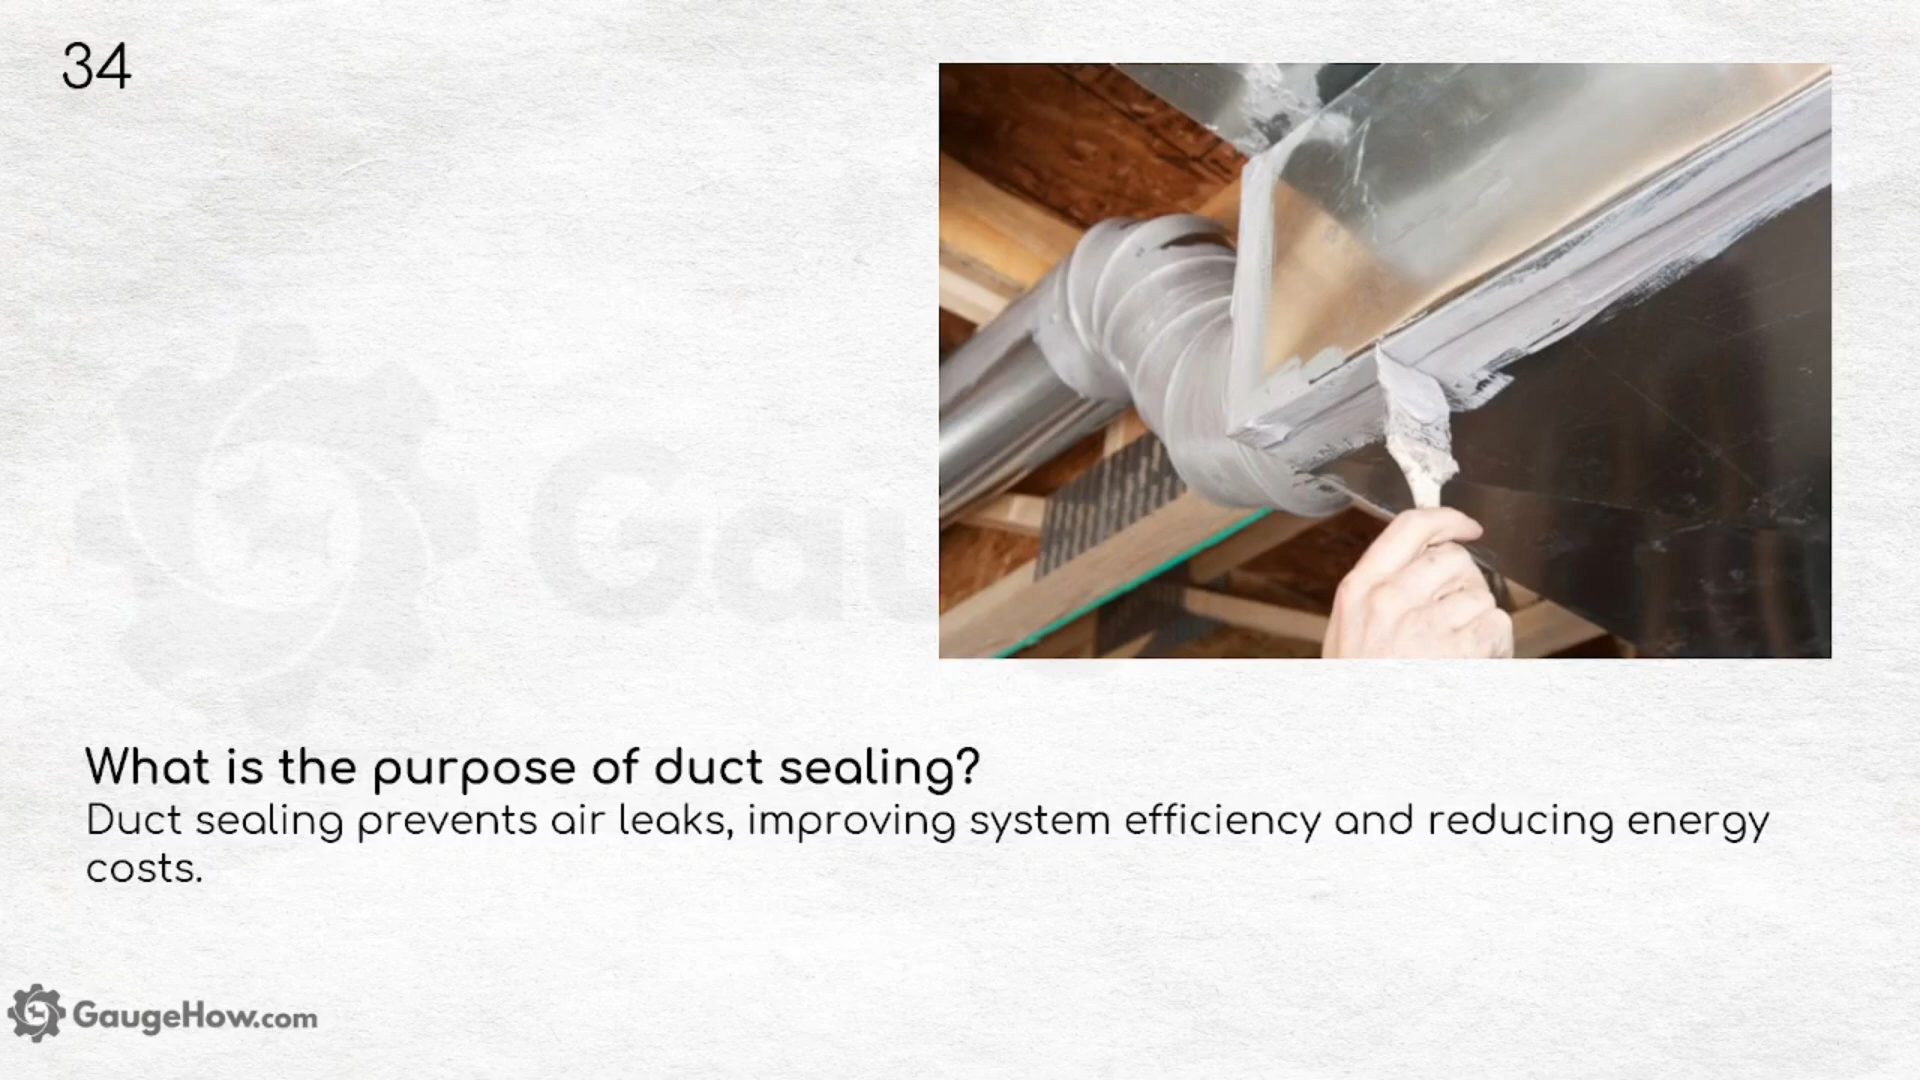 34
What is the purpose of duct sealing?
Duct sealing prevents air leaks, improving system efficiency and reducing energy
costs.
Gau
GaugeHow.com